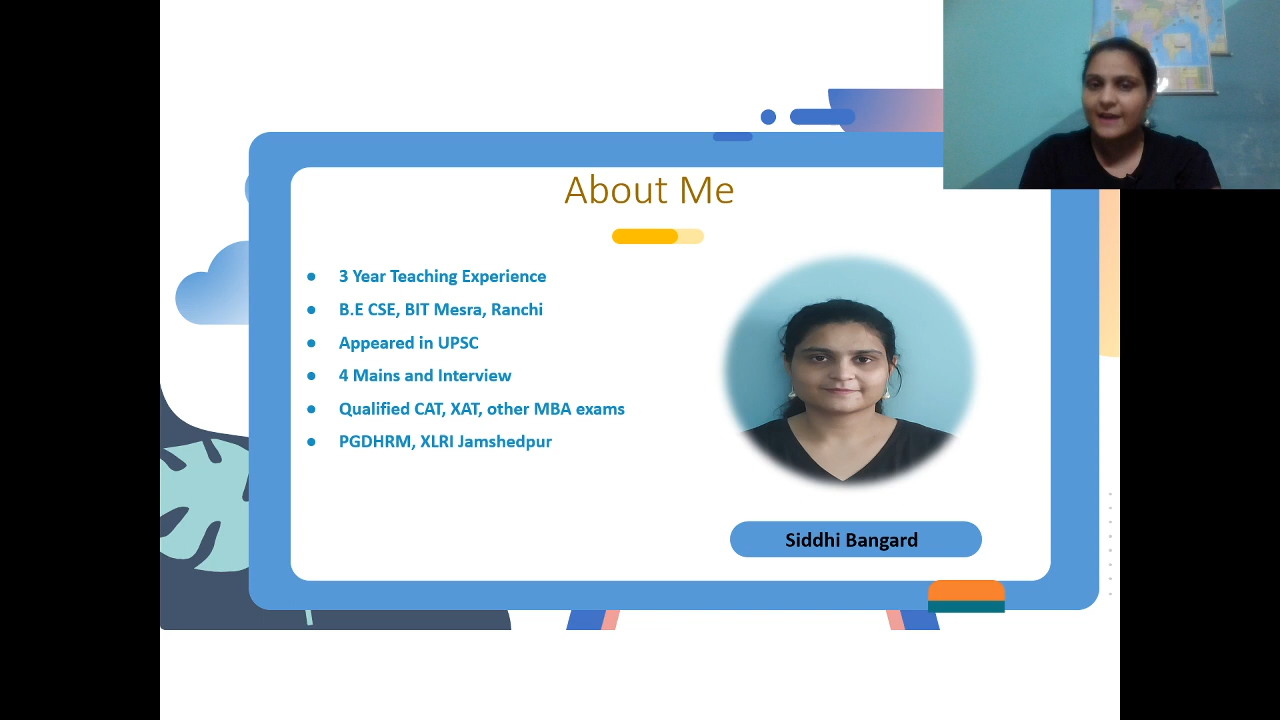 About Me
3 Year Teaching Experience
B.E CSE, BIT Mesra, Ranchi
Appeared in UPSC
4 Mains and Interview
Qualified CAT, XAT, other MBA exams
PGDHRM, XLRI Jamshedpur
Siddhi Bangard